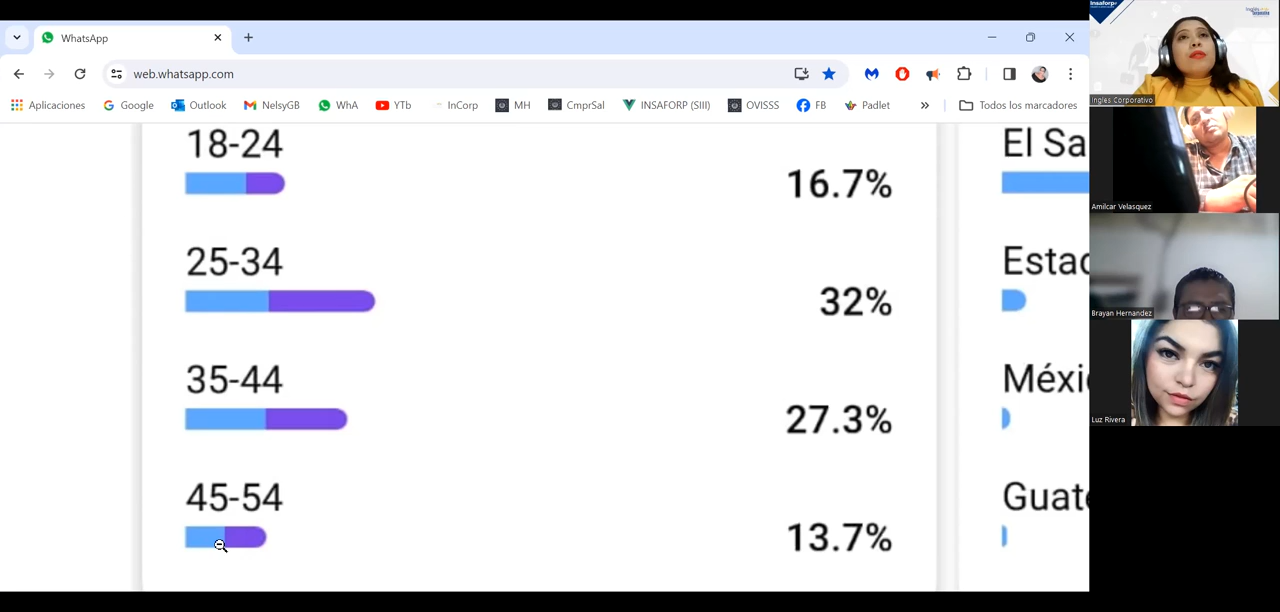 WhatsApp
web.whatsapp.com
Aplicaciones Google Outlook NelsyGB WhA YTb InCorp MH CmprSal INSAFORP (SIII) OVISSS FB Padlet » Todos los marcadores
18-24
16.7%
25-34
32%
35-44
27.3%
45-54
13.7%
El Sa
Estad
Méxi
Guate
Insaforp
Ingles Corporativo
Amilcar Velasquez
Brayan Hernandez
Luz Rivera